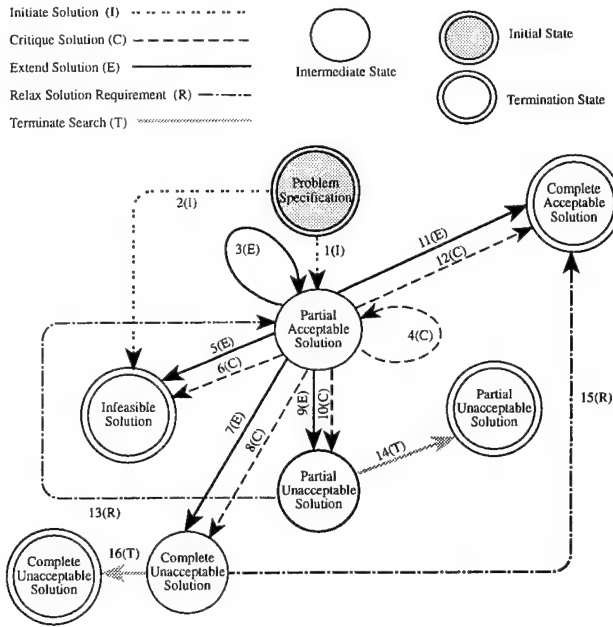 Initiate Solution (I)
Critique Solution (C)
Extend Solution (E)
Relax Solution Requirement (R)
Terminate Search (T)
Intermediate State
Initial State
Termination State
Problem
Specification
2(I)
1(I)
3(E)
11(E)
12(C)
Complete
Acceptable
Solution
Partial
Acceptable
Solution
4(C)
5(E)
6(C)
Infeasible
Solution
7(E)
8(C)
9(E)
10(C)
Partial
Unacceptable
Solution
15(R)
14(T)
Partial
Unacceptable
Solution
13(R)
16(T)
Complete
Unacceptable
Solution
Complete
Unacceptable
Solution